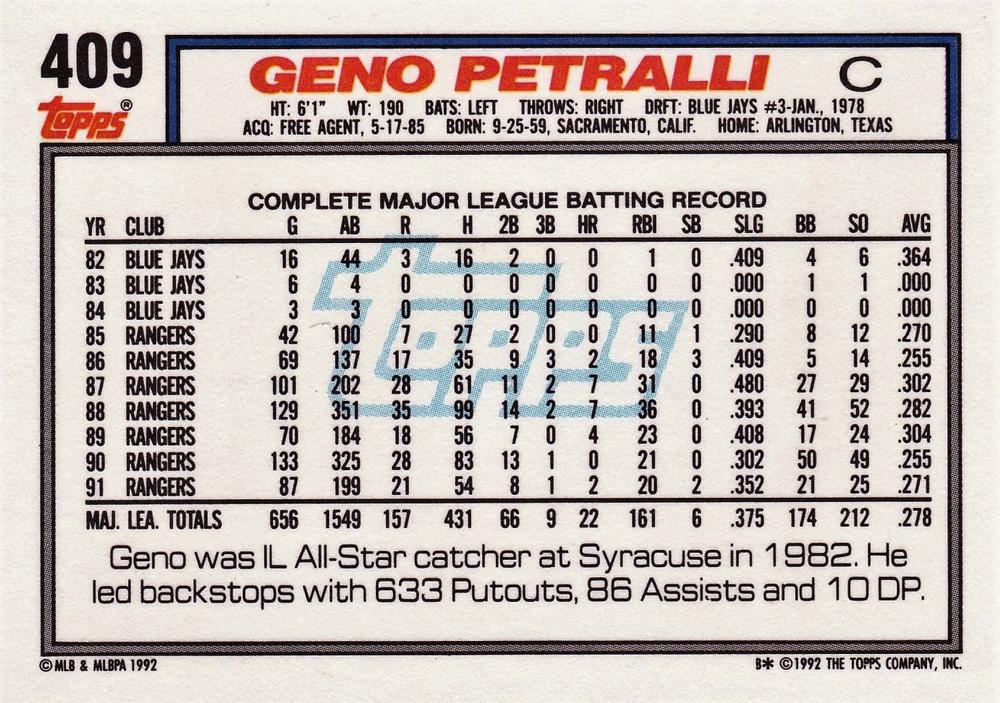 409
Topps®
GENO PETRALLI C
HT: 6'1" WT: 190 BATS: LEFT THROWS: RIGHT DRFT: BLUE JAYS #3-JAN., 1978
ACQ: FREE AGENT, 5-17-85 BORN: 9-25-59, SACRAMENTO, CALIF. HOME: ARLINGTON, TEXAS
COMPLETE MAJOR LEAGUE BATTING RECORD
YR CLUB G AB R H 2B 3B HR RBI SB SLG BB SO AVG
82 BLUE JAYS 16 44 3 16 2 0 0 1 0 .409 4 6 .364
83 BLUE JAYS 6 4 0 0 0 0 0 0 0 .000 1 1 .000
84 BLUE JAYS 3 3 0 0 0 0 0 0 0 .000 0 0 .000
85 RANGERS 42 100 7 27 2 0 0 11 1 .290 8 12 .270
86 RANGERS 69 137 17 35 9 3 2 18 3 .409 5 14 .255
87 RANGERS 101 202 28 61 11 2 7 31 0 .480 27 29 .302
88 RANGERS 129 351 35 99 14 2 7 36 0 .393 41 52 .282
89 RANGERS 70 184 18 56 7 0 4 23 0 .408 17 24 .304
90 RANGERS 133 325 28 83 13 1 0 21 0 .302 50 49 .255
91 RANGERS 87 199 21 54 8 1 2 20 2 .352 21 25 .271
MAJ. LEA. TOTALS 656 1549 157 431 66 9 22 161 6 .375 174 212 .278
Topps
Geno was IL All-Star catcher at Syracuse in 1982. He
led backstops with 633 Putouts, 86 Assists and 10 DP.
©MLB & MLBPA 1992
B* ©1992 THE TOPPS COMPANY, INC.